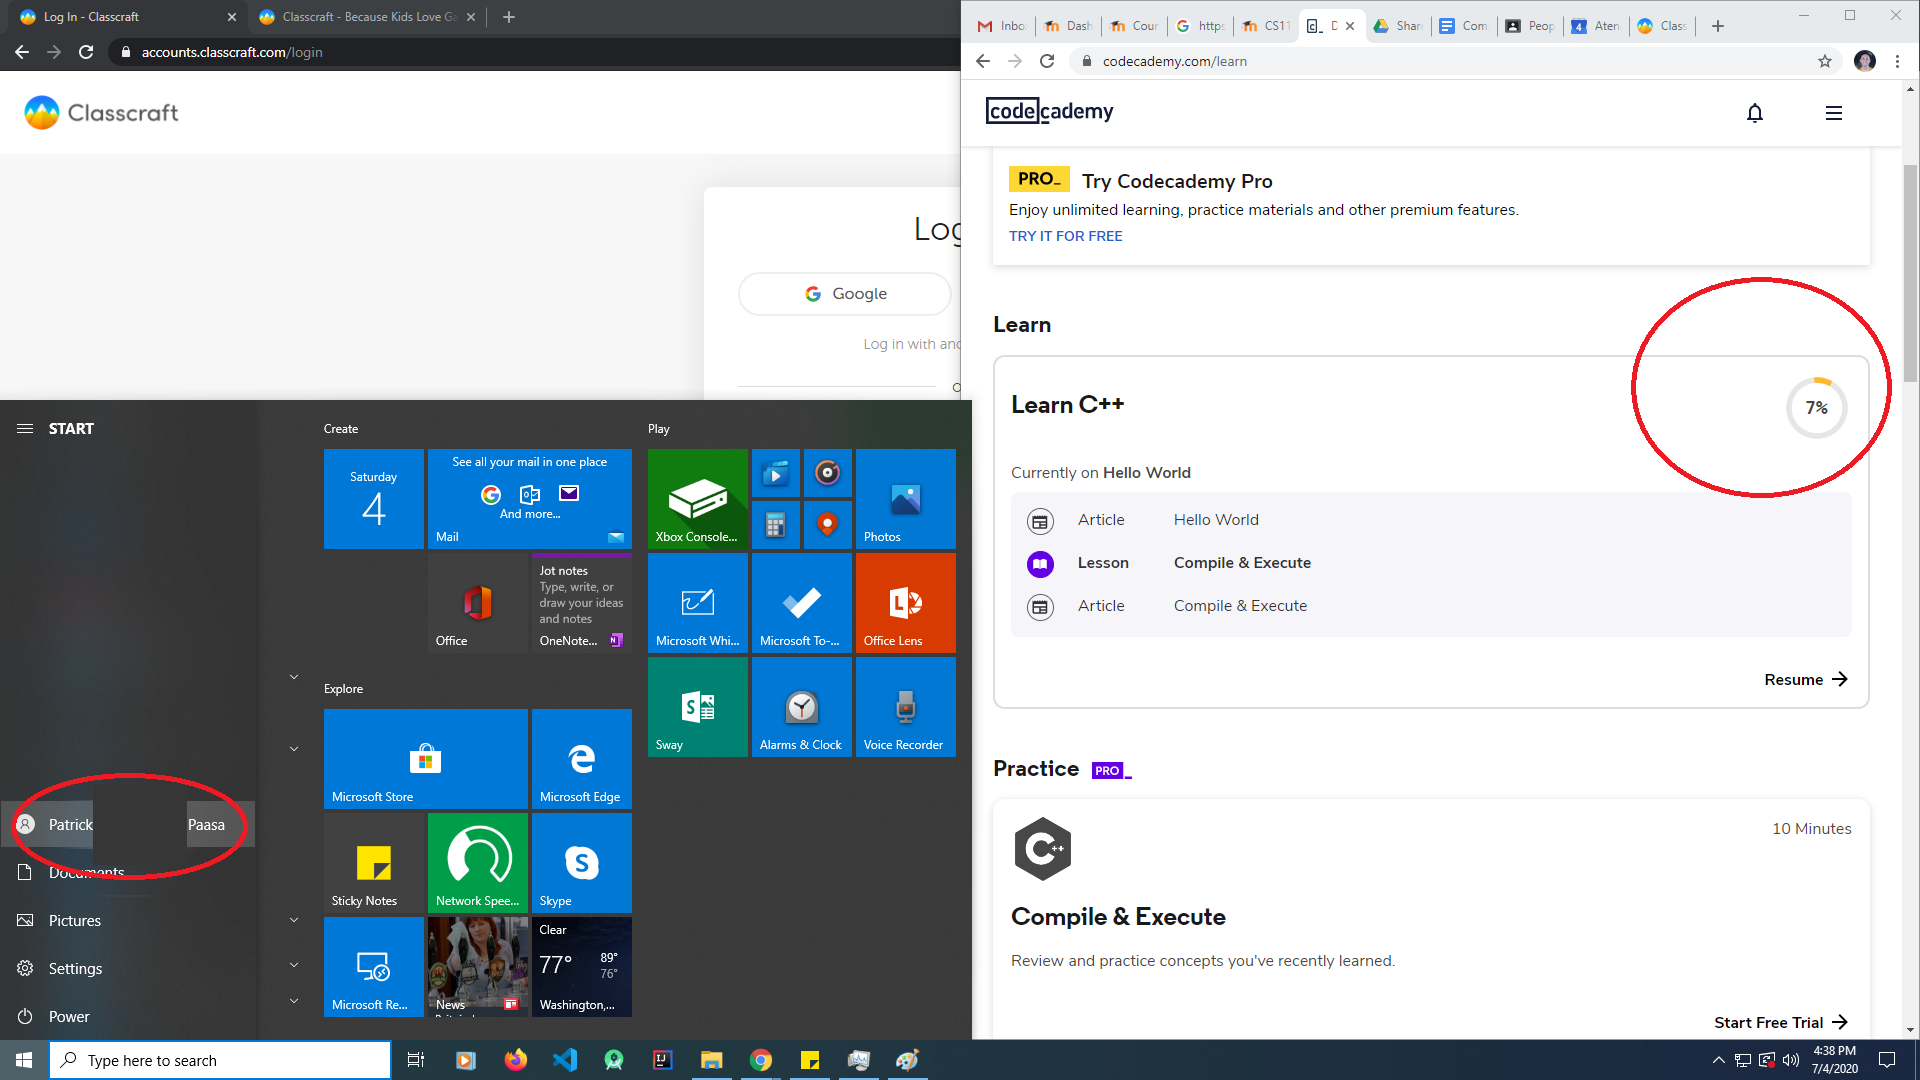 Log In - Classcraft
Classcraft - Because Kids Love Ga
accounts.classcraft.com/login
Classcraft
Log
Google
Log in with ano
START
Create
Saturday
4
See all your mail in one place
And more...
Mail
Office
Jot notes
Type, write, or
draw your ideas
and notes
OneNote...
Play
Xbox Console...
Photos
Microsoft Whi...
Microsoft To-...
Office Lens
Sway
Alarms & Clock
Voice Recorder
Explore
Microsoft Store
Microsoft Edge
Sticky Notes
Network Spee...
Skype
Microsoft Re...
News
Clear
77°
89°
76°
Washington,...
Patrick
Paasa
Documents
Pictures
Settings
Power
Type here to search
Inbo
Dash
Cour
https
CS11
D
Share
Com
Peop
Aten
Class
codecademy.com/learn
codecademy
PRO_ Try Codecademy Pro
Enjoy unlimited learning, practice materials and other premium features.
TRY IT FOR FREE
Learn
Learn C++
7%
Currently on Hello World
Article Hello World
Lesson Compile & Execute
Article Compile & Execute
Resume
Practice PRO_
C++
10 Minutes
Compile & Execute
Review and practice concepts you've recently learned.
Start Free Trial
4:38 PM
7/4/2020